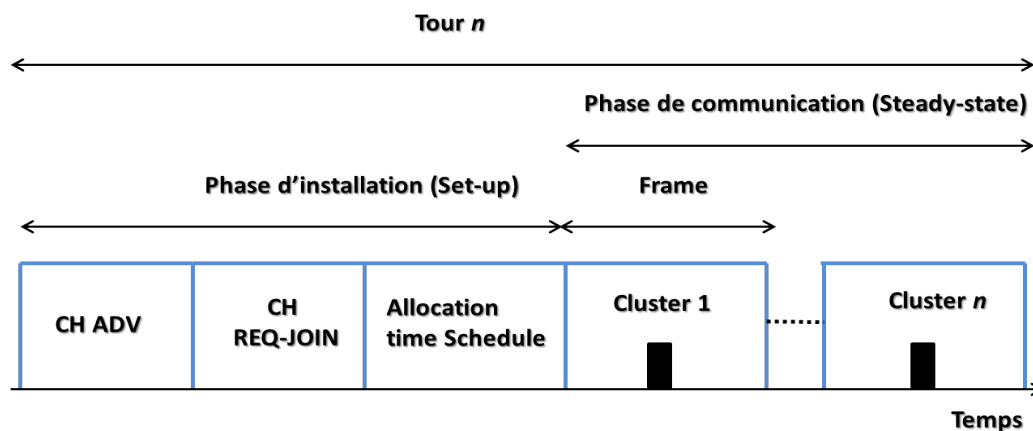 Tour n
Phase de communication (Steady-state)
Phase d'installation (Set-up)
Frame
CH ADV
CH
REQ-JOIN
Allocation
time Schedule
Cluster 1
Cluster n
Temps